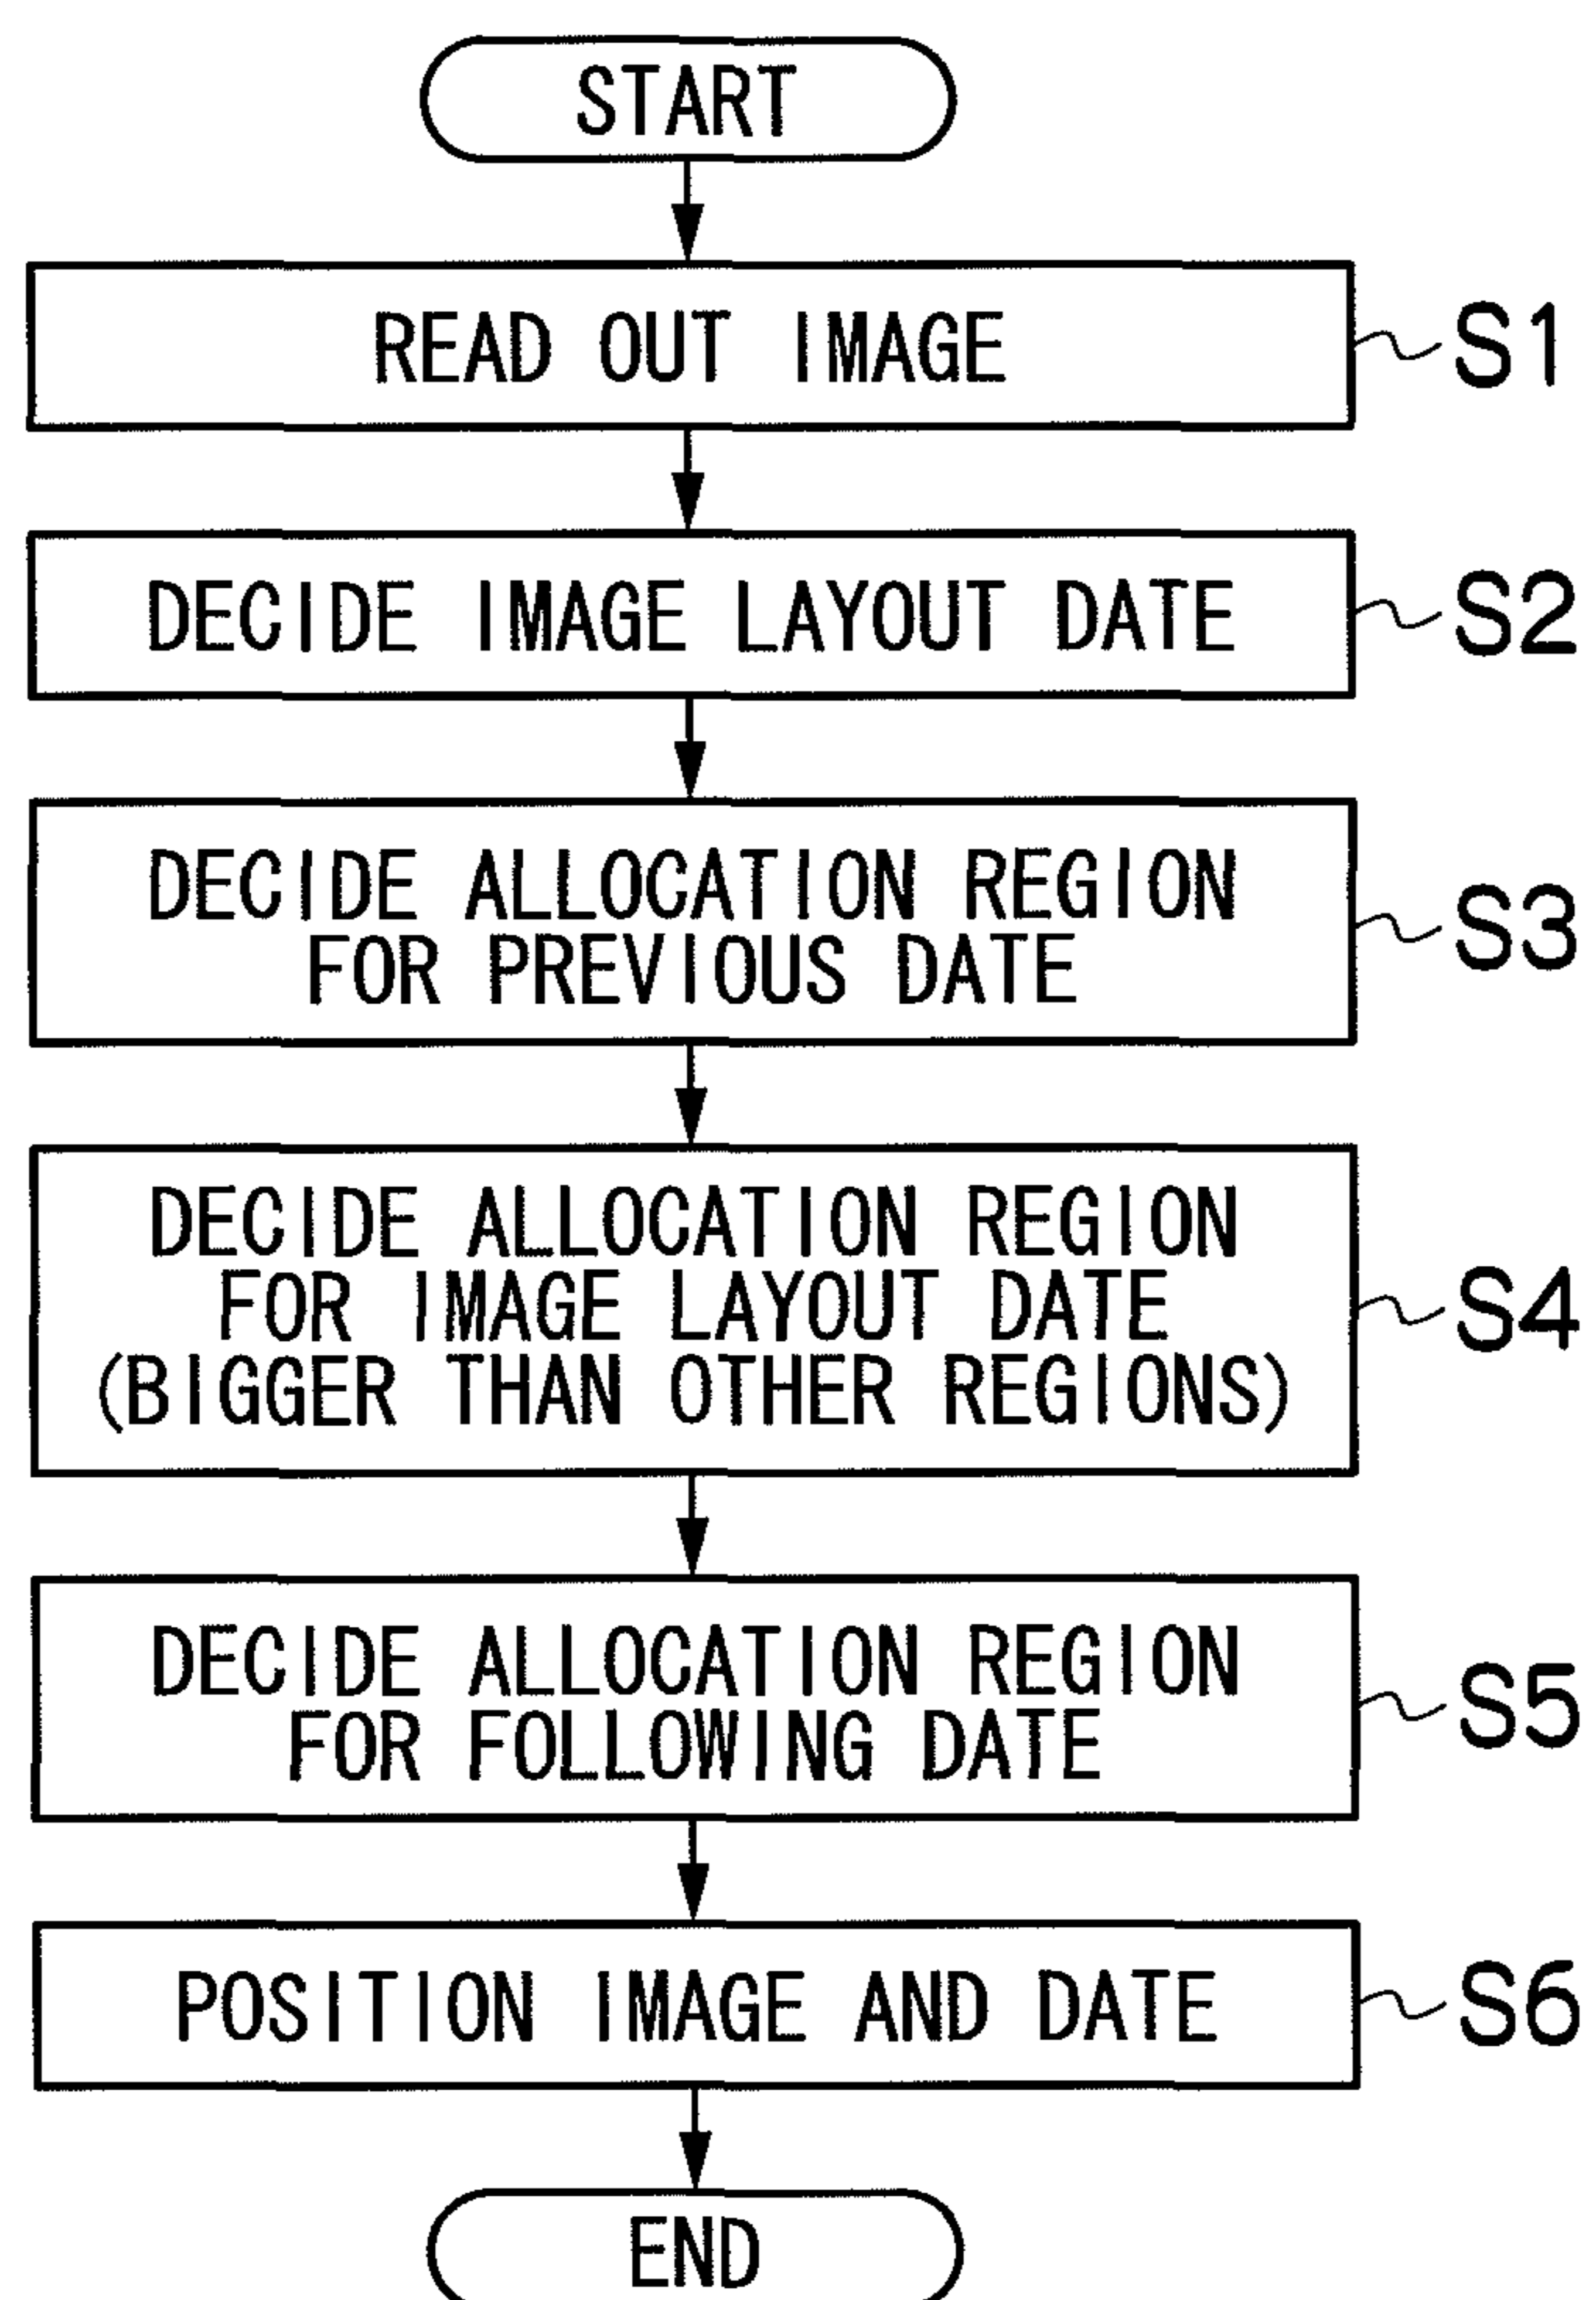 START
READ OUT IMAGE
S1
DECIDE IMAGE LAYOUT DATE
S2
DECIDE ALLOCATION REGION
FOR PREVIOUS DATE
S3
DECIDE ALLOCATION REGION
FOR IMAGE LAYOUT DATE
(BIGGER THAN OTHER REGIONS)
S4
DECIDE ALLOCATION REGION
FOR FOLLOWING DATE
S5
POSITION IMAGE AND DATE
S6
END